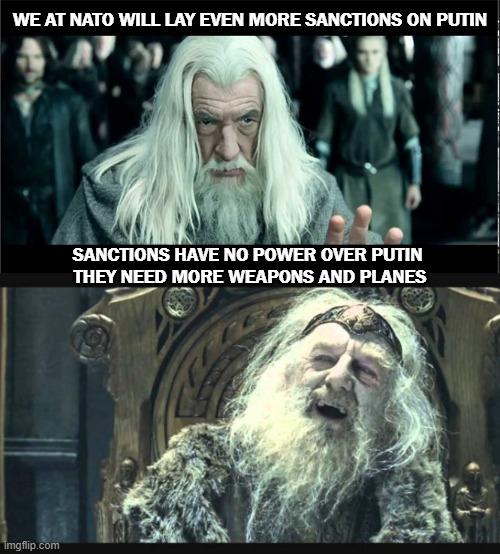 WE AT NATO WILL LAY EVEN MORE SANCTIONS ON PUTIN
SANCTIONS HAVE NO POWER OVER PUTIN
THEY NEED MORE WEAPONS AND PLANES
imgflip.com